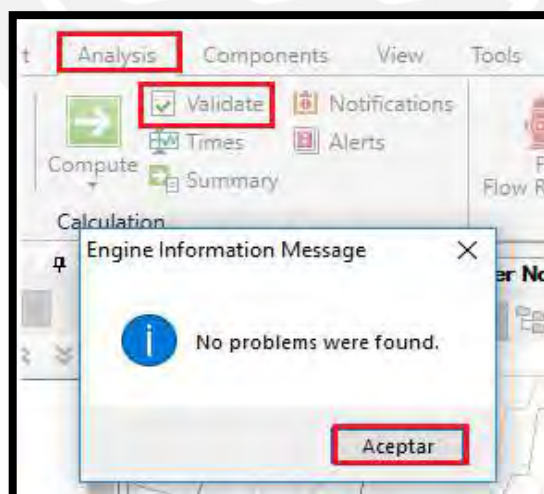 Analysis Components View Tools
Validate Notifications
Compute Times Alerts
Summary
Flow
Calculation
Engine Information Message
No problems were found.
Aceptar